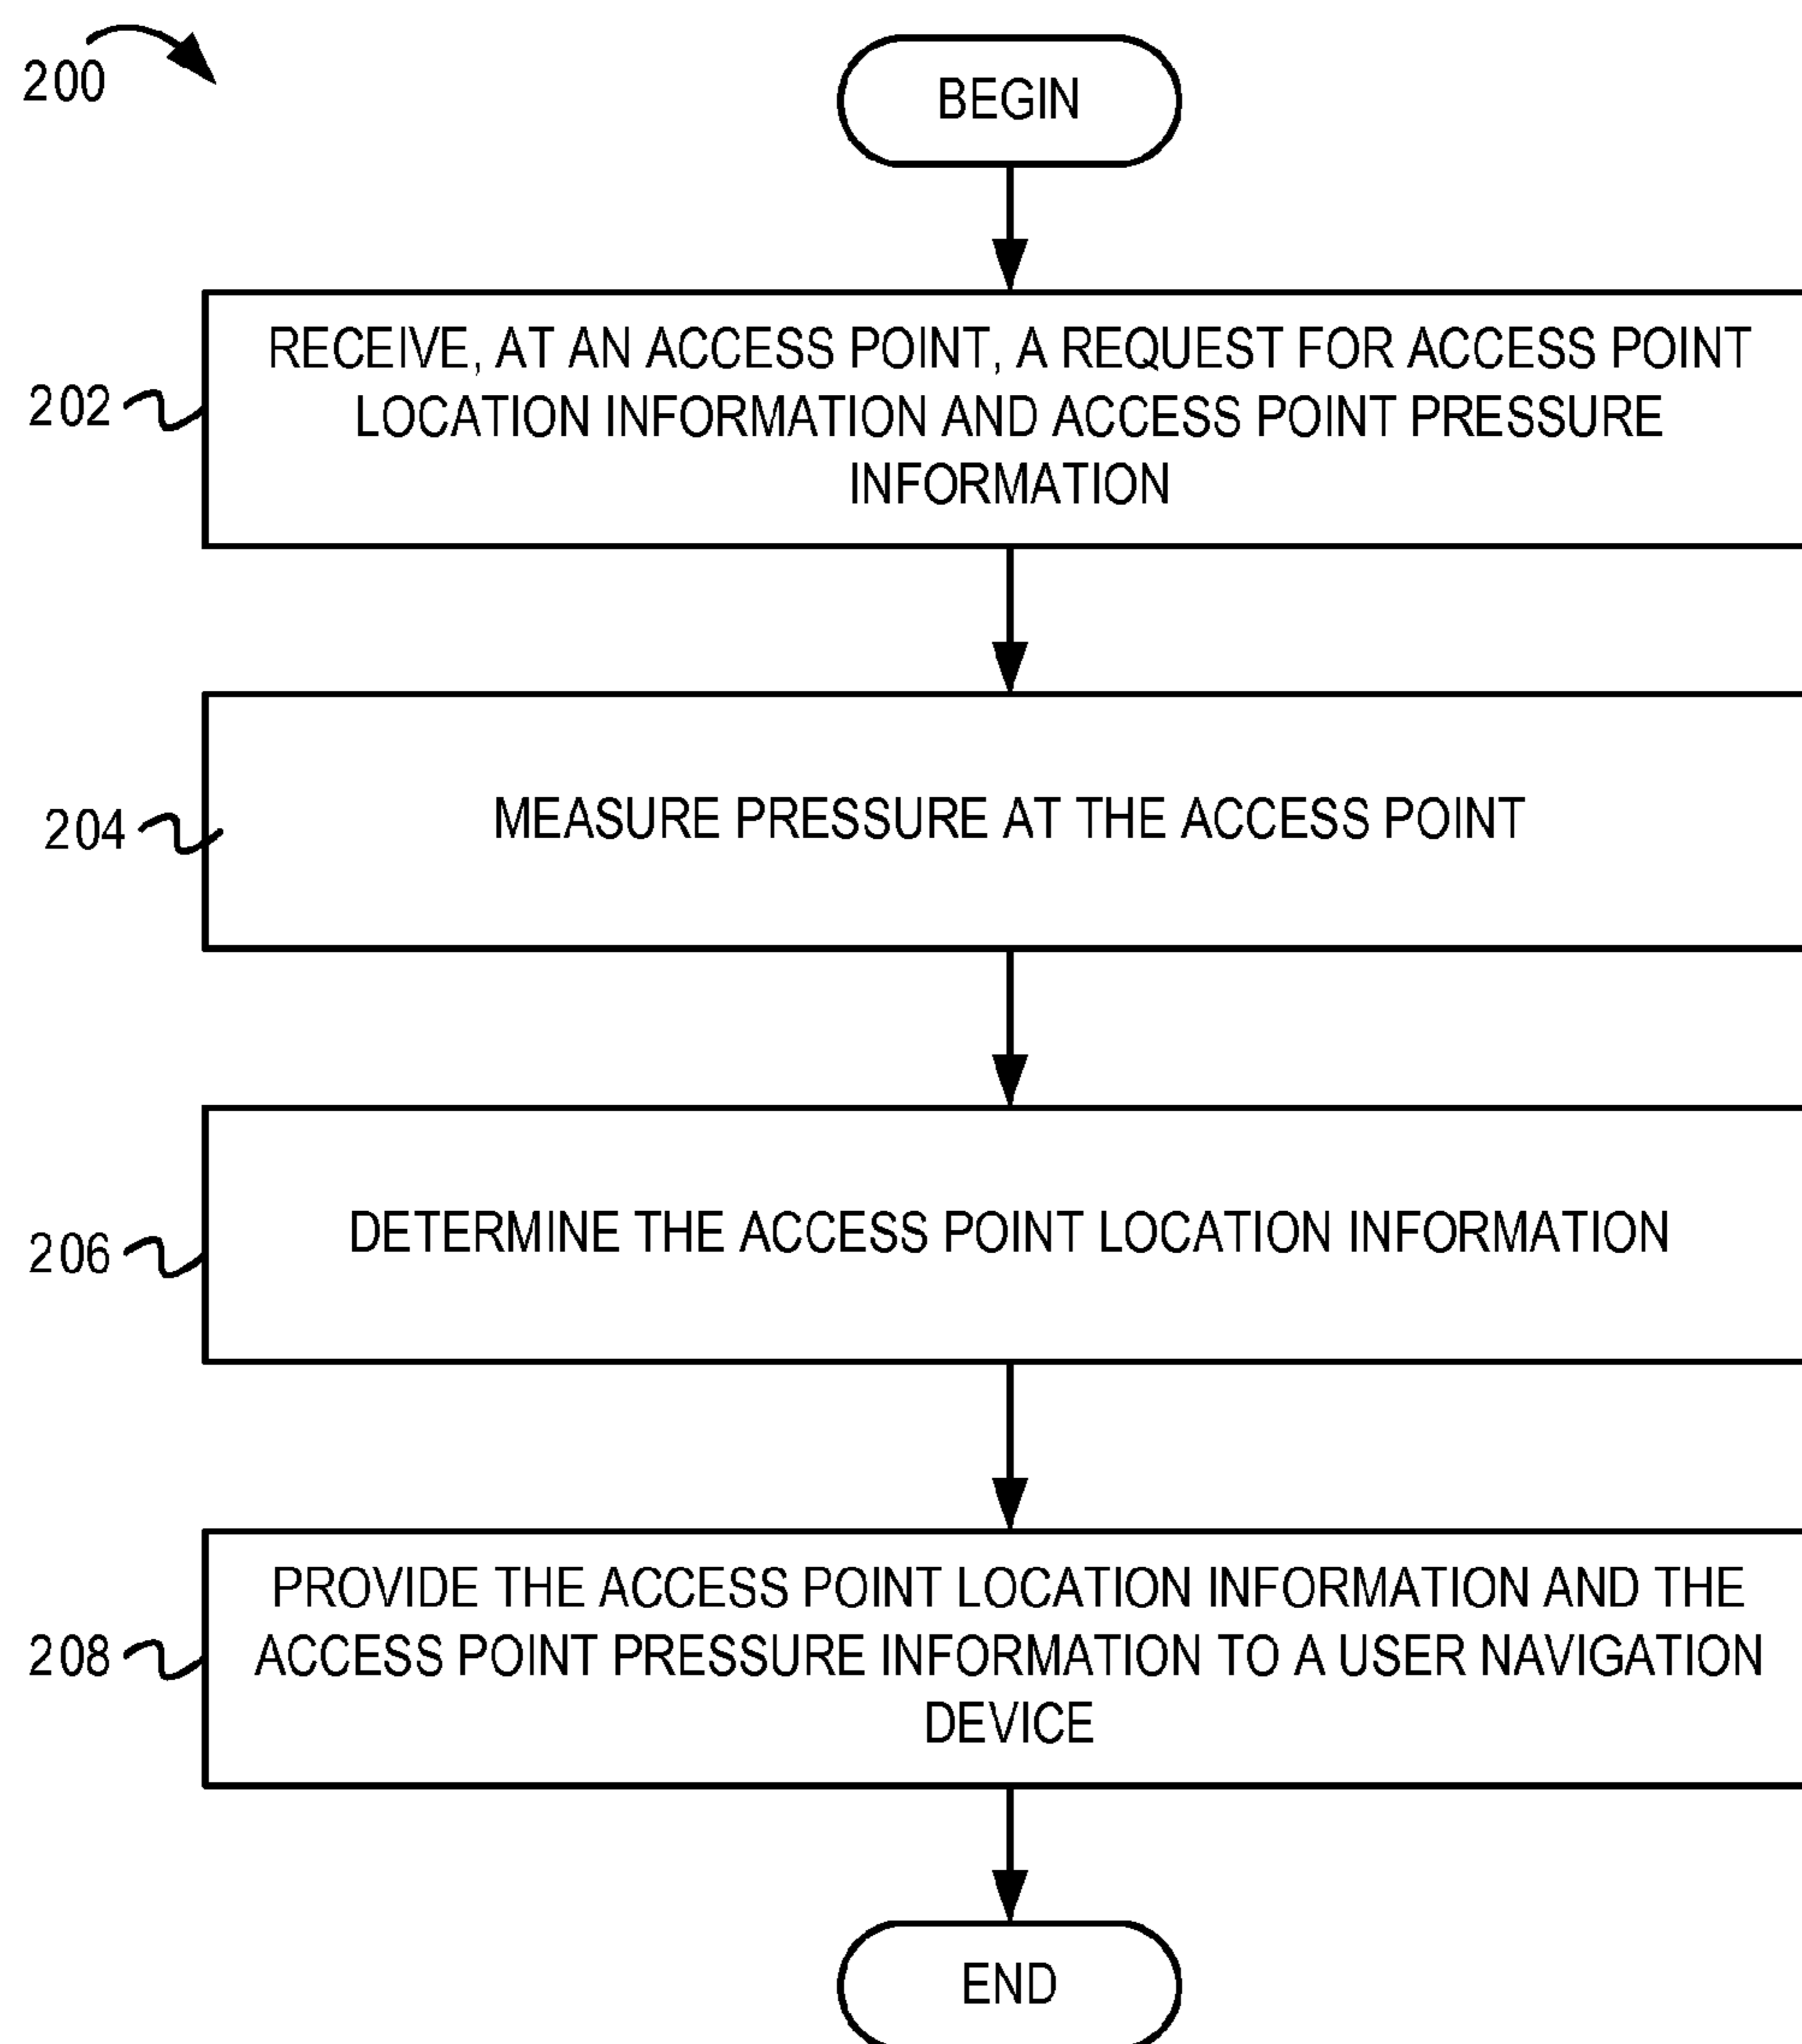 200
BEGIN
202
RECEIVE, AT AN ACCESS POINT, A REQUEST FOR ACCESS POINT
LOCATION INFORMATION AND ACCESS POINT PRESSURE
INFORMATION
204
MEASURE PRESSURE AT THE ACCESS POINT
206
DETERMINE THE ACCESS POINT LOCATION INFORMATION
208
PROVIDE THE ACCESS POINT LOCATION INFORMATION AND THE
ACCESS POINT PRESSURE INFORMATION TO A USER NAVIGATION
DEVICE
END